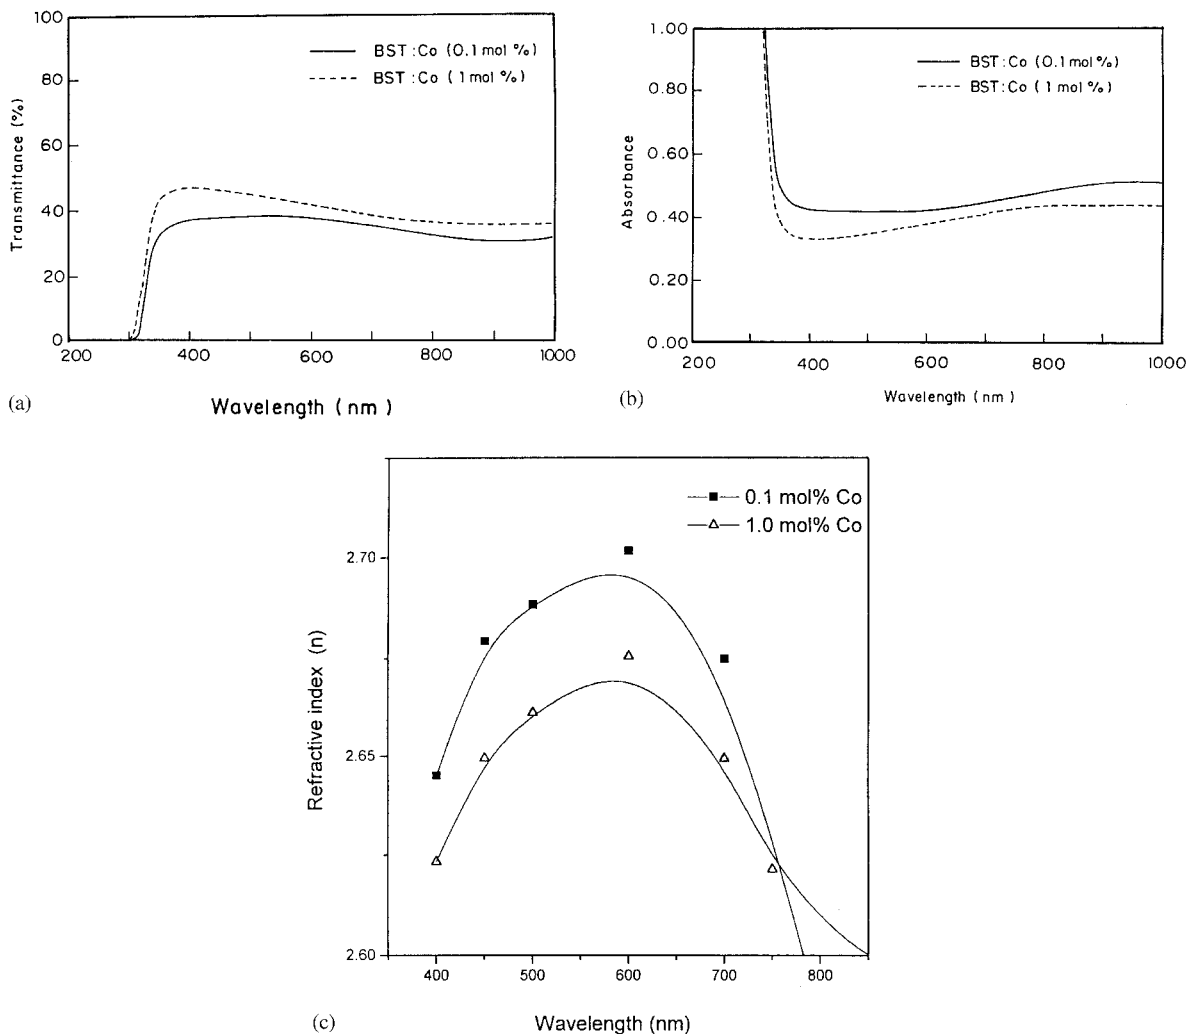 100
80
60
40
20
0
Transmittance (%)
BST:Co (0.1 mol %)
BST:Co (1 mol %)
200 400 600 800 1000
Wavelength (nm)
(a)
1.00
0.80
0.60
0.40
0.20
0.00
Absorbance
BST:Co (0.1 mol %)
BST:Co (1 mol %)
200 400 600 800 1000
Wavelength (nm)
(b)
2.70
2.65
2.60
Refractive index (n)
0.1 mol% Co
1.0 mol% Co
400 500 600 700 800
Wavelength (nm)
(c)